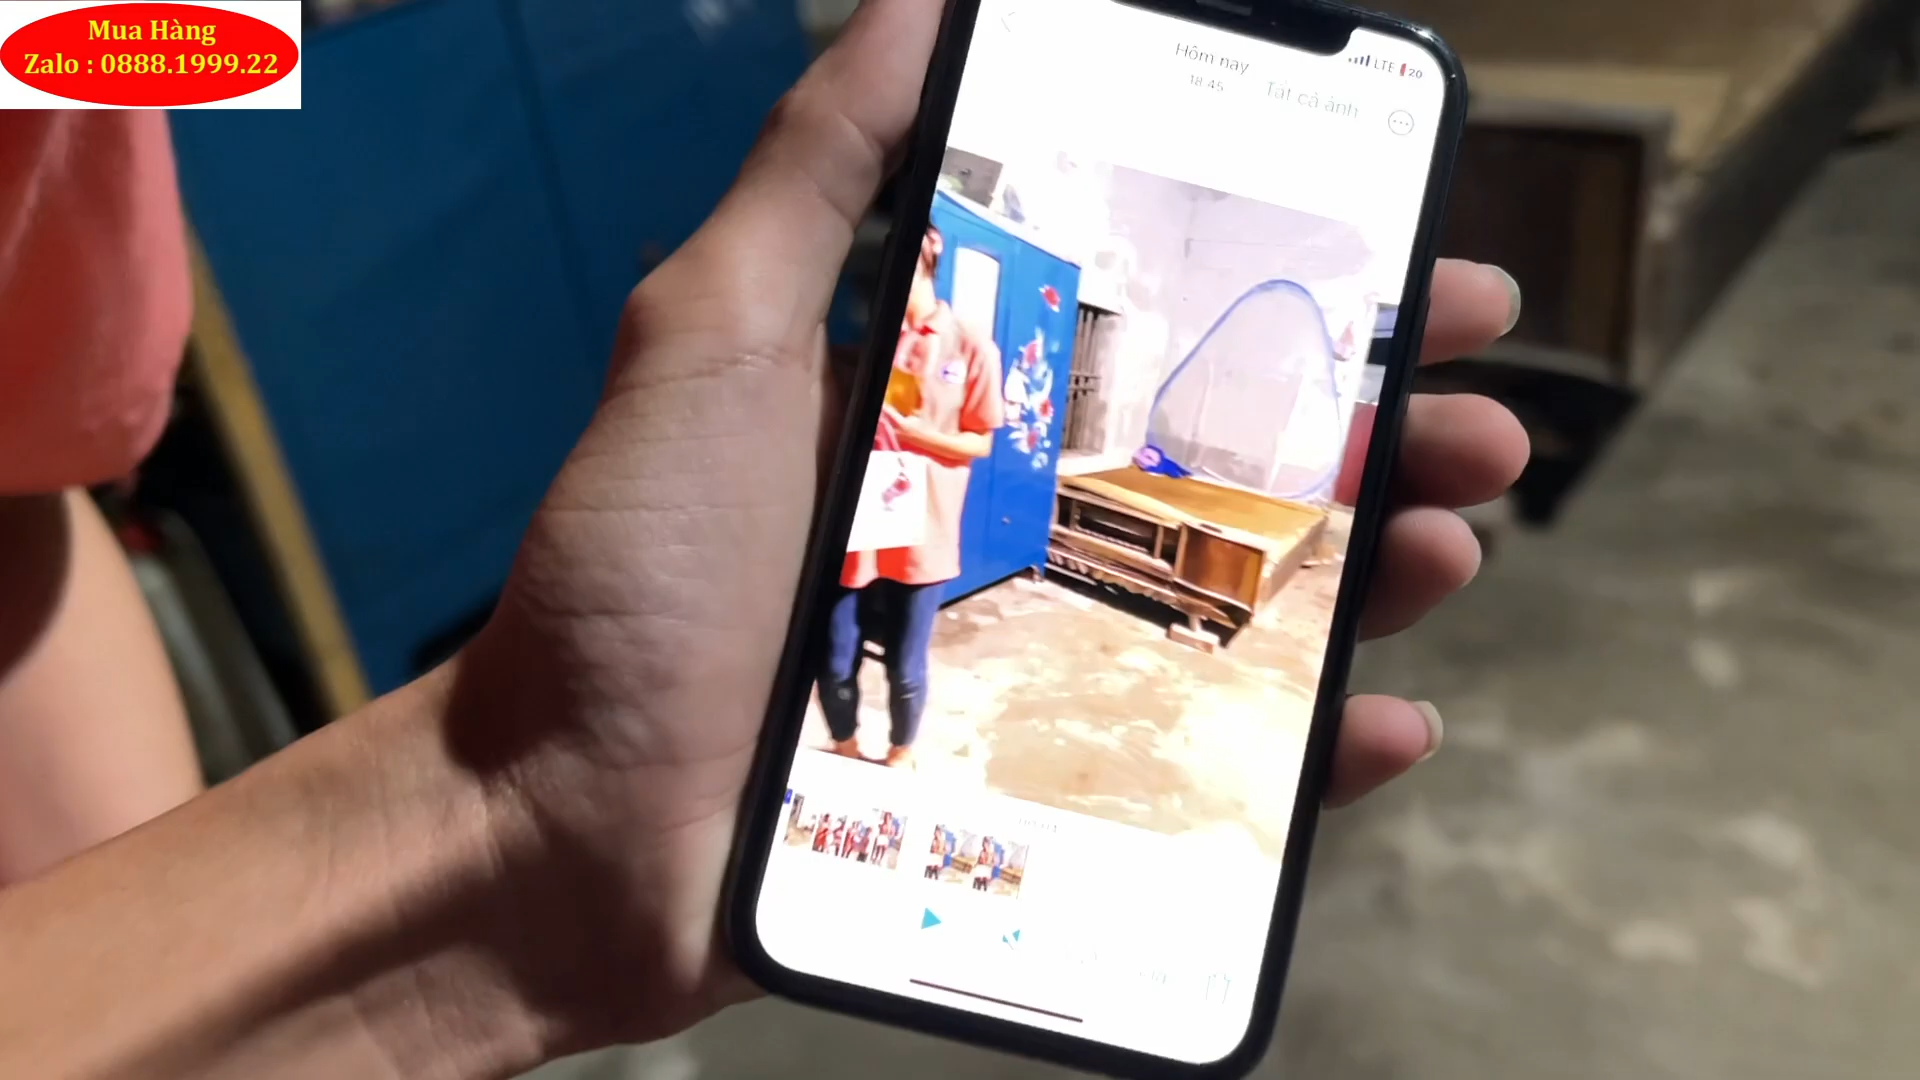 Mua Hàng
Zalo : 0888.1999.22
Hôm nay
18:45
Tất cả ảnh
LTE 20